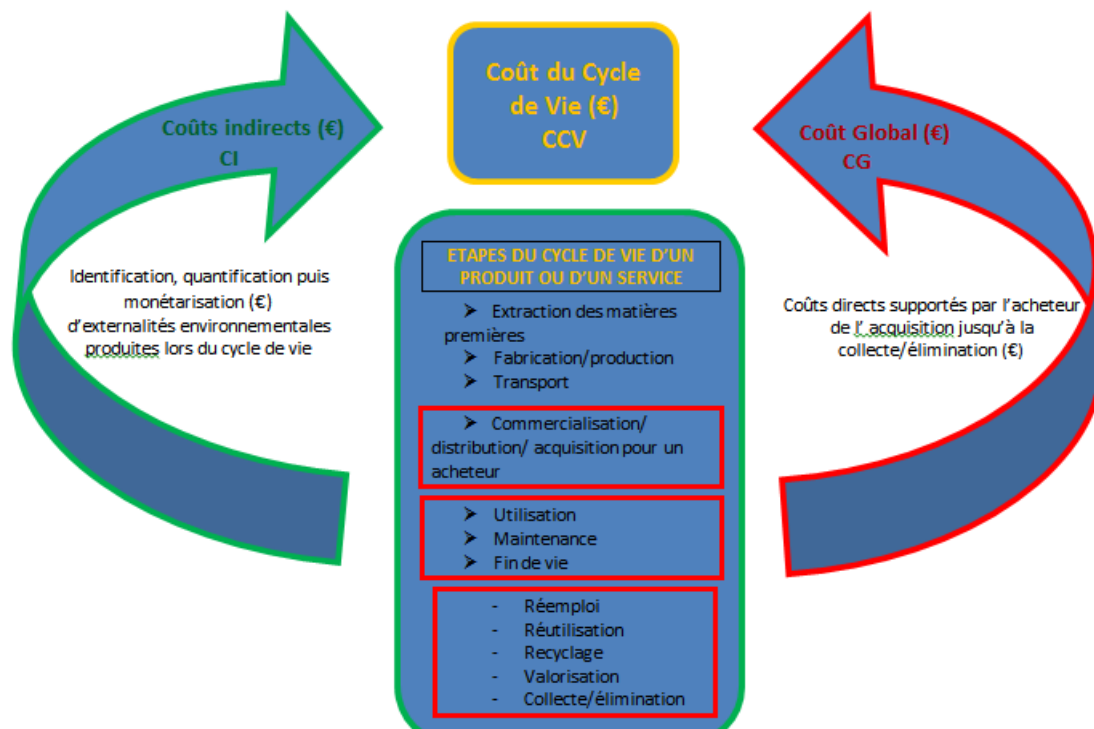 Coût du Cycle
de Vie (€)
CCV
Coûts indirects (€)
CI
Coût Global (€)
CG
Identification, quantification puis
monétarisation (€)
d'externalités environnementales
produites lors du cycle de vie
ETAPES DU CYCLE DE VIE D'UN
PRODUIT OU D'UN SERVICE
➤ Extraction des matières
premières
➤ Fabrication/production
➤ Transport
➤ Commercialisation/
distribution/ acquisition pour un
acheteur
➤ Utilisation
➤ Maintenance
➤ Fin de vie
- Réemploi
- Réutilisation
- Recyclage
- Valorisation
- Collecte/élimination
Coûts directs supportés par l'acheteur
de l' acquisition jusqu'à la
collecte/élimination (€)